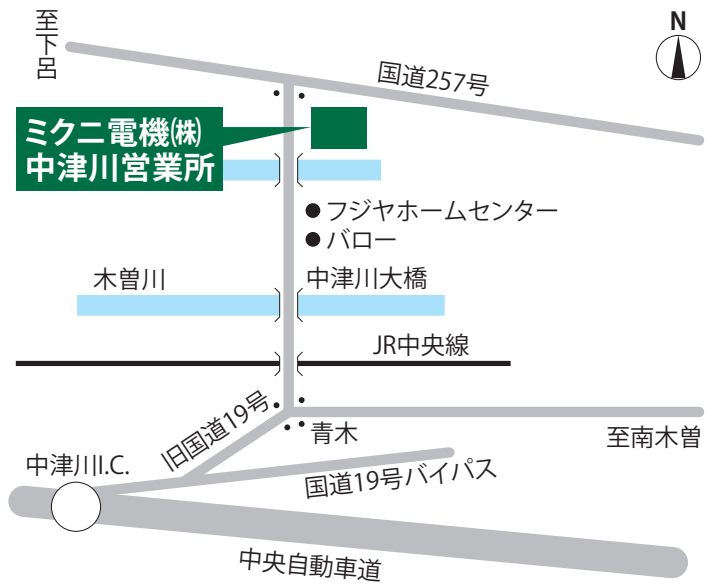 至下呂
N
国道257号
ミクニ電機㈱
中津川営業所
フジヤホームセンター
バロー
木曽川
中津川大橋
JR中央線
旧国道19号
青木
至南木曽
中津川I.C.
国道19号バイパス
中央自動車道